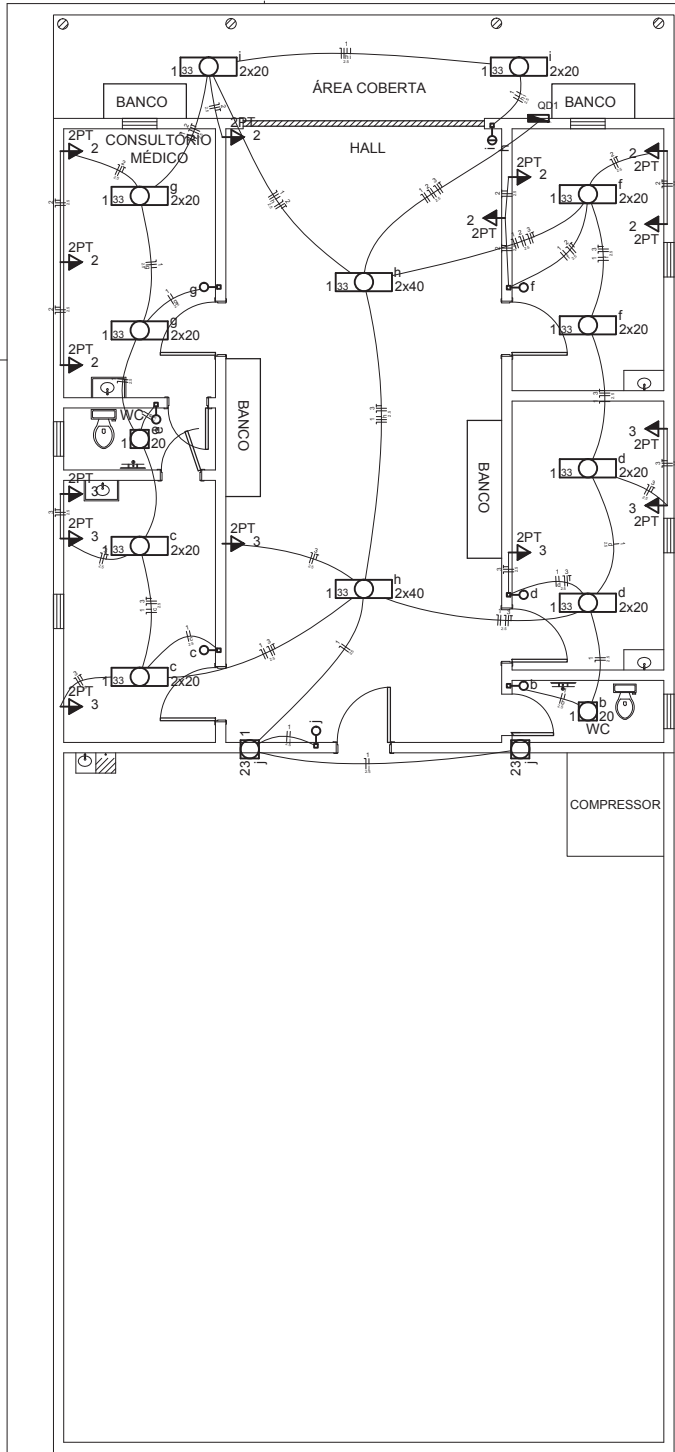 i
1 33 2x20
i
1 33 2x20
ÁREA COBERTA
BANCO
QD1
BANCO
2PT
2
CONSULTÓRIO
MÉDICO
HALL
2PT
2
2PT
2
2
2PT
2
2PT
g
1 33 2x20
f
1 33 2x20
2
2PT
2PT
2
h
1 33 2x40
g
f
g
1 33 2x20
f
1 33 2x20
2PT
2
BANCO
WC
e
1 20
BANCO
3
2PT
d
1 33 2x20
2PT
3
3
2PT
2PT
3
2PT
3
2PT
3
c
1 33 2x20
h
1 33 2x40
d
d
1 33 2x20
c
c
1 33 2x20
2PT
3
b
b
1 20
WC
j
1
23
j
1
23
j
COMPRESSOR